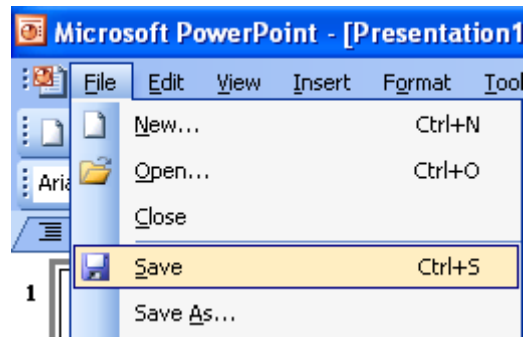 Microsoft PowerPoint - [Presentation1
File Edit View Insert Format Tool
New... Ctrl+N
Open... Ctrl+O
Aria
Close
Save Ctrl+S
1
Save As...